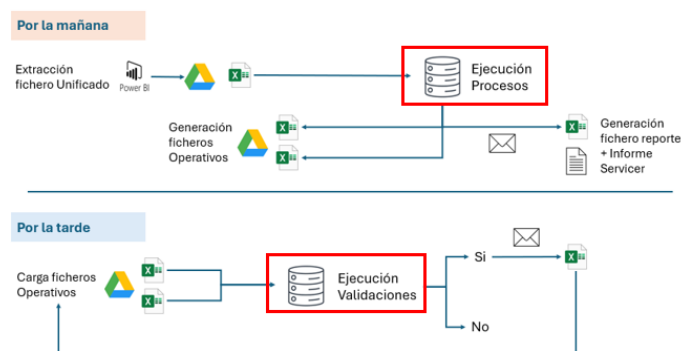 Por la mañana
Extracción
fichero Unificado
Power BI
Ejecución
Procesos
Generación
ficheros
Operativos
Generación
fichero reporte
+ Informe
Servicer
Por la tarde
Carga ficheros
Operativos
Ejecución
Validaciones
Si
No